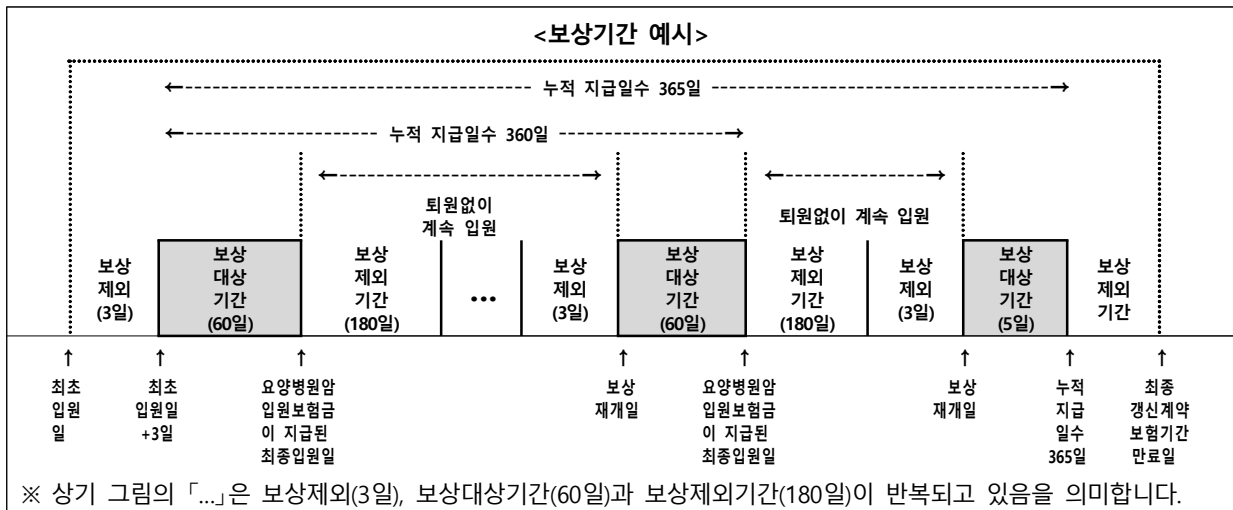 <보상기간 예시>
누적 지급일수 365일
누적 지급일수 360일
퇴원없이
계속 입원
퇴원없이 계속 입원
보상
제외
(3일)
보상
대상
기간
(60일)
보상
제외
기간
(180일)
...
보상
제외
(3일)
보상
대상
기간
(60일)
보상
제외
기간
(180일)
보상
제외
(3일)
보상
대상
기간
(5일)
보상
제외
기간
최초
입원
일
최초
입원일
+3일
요양병원암
입원보험금
이 지급된
최종입원일
보상
재개일
요양병원암
입원보험금
이 지급된
최종입원일
보상
재개일
누적
지급
일수
365일
최종
갱신계약
보험기간
만료일
※ 상기 그림의 「...」은 보상제외(3일), 보상대상기간(60일)과 보상제외기간(180일)이 반복되고 있음을 의미합니다.